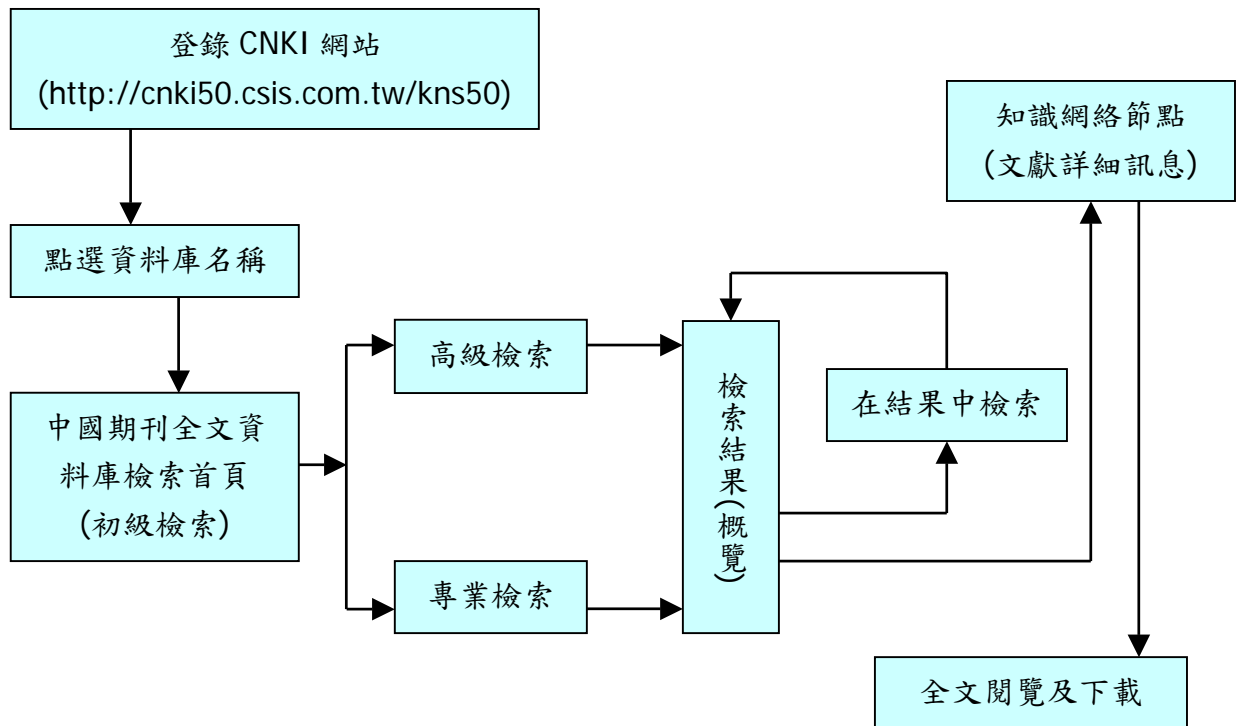 登錄 CNKI 網站
(http://cnki50.csis.com.tw/kns50)
點選資料庫名稱
中國期刊全文資
料庫檢索首頁
(初級檢索)
高級檢索
專業檢索
檢索結果(概覽)
在結果中檢索
知識網絡節點
(文獻詳細訊息)
全文閱覽及下載